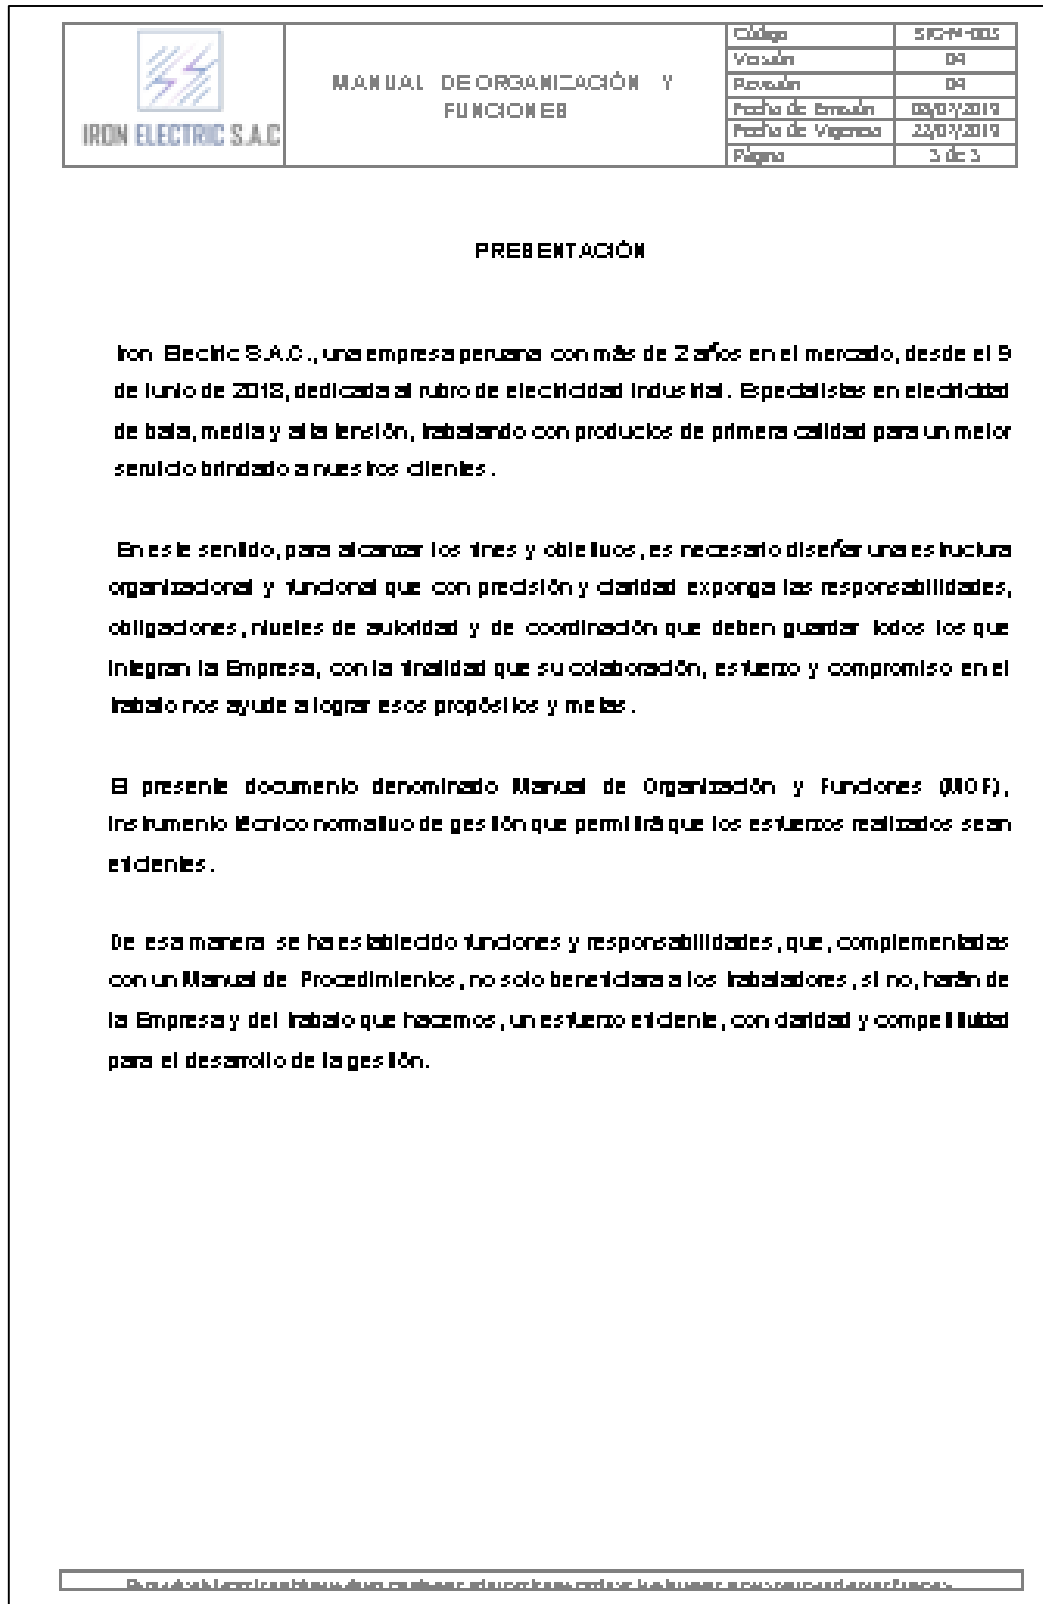 IRON ELECTRIC S.A.C
MANUAL DE ORGANIZACIÓN Y
FUNCIONES
Código
Versión 04
Revisión 04
Fecha de Emisión
Fecha de Vigencia 22/07/2019
Página 3 de 3
PRESENTACIÓN
Iron Electric S.A.C., una empresa peruana con más de 2 años en el mercado, desde el 9
de junio de 2018, dedicada al rubro de electricidad industrial. Especialistas en electricidad
de baja, media y alta tensión, trabajando con productos de primera calidad para un mejor
servicio brindado a nuestros clientes.
En este sentido, para alcanzar los fines y objetivos, es necesario diseñar una estructura
organizacional y funcional que con precisión y claridad exponga las responsabilidades,
obligaciones, niveles de autoridad y de coordinación que deben guardar todos los que
integran la Empresa, con la finalidad que su colaboración, esfuerzo y compromiso en el
trabajo nos ayude a lograr esos propósitos y metas.
El presente documento denominado Manual de Organización y Funciones (MOF),
instrumento técnico normativo de gestión que permitirá que los esfuerzos realizados sean
eficientes.
De esa manera se ha establecido funciones y responsabilidades, que, complementadas
con un Manual de Procedimientos, no solo beneficiara a los trabajadores, si no, harán de
la Empresa y del trabajo que hacemos, un esfuerzo eficiente, con claridad y competitividad
para el desarrollo de la gestión.